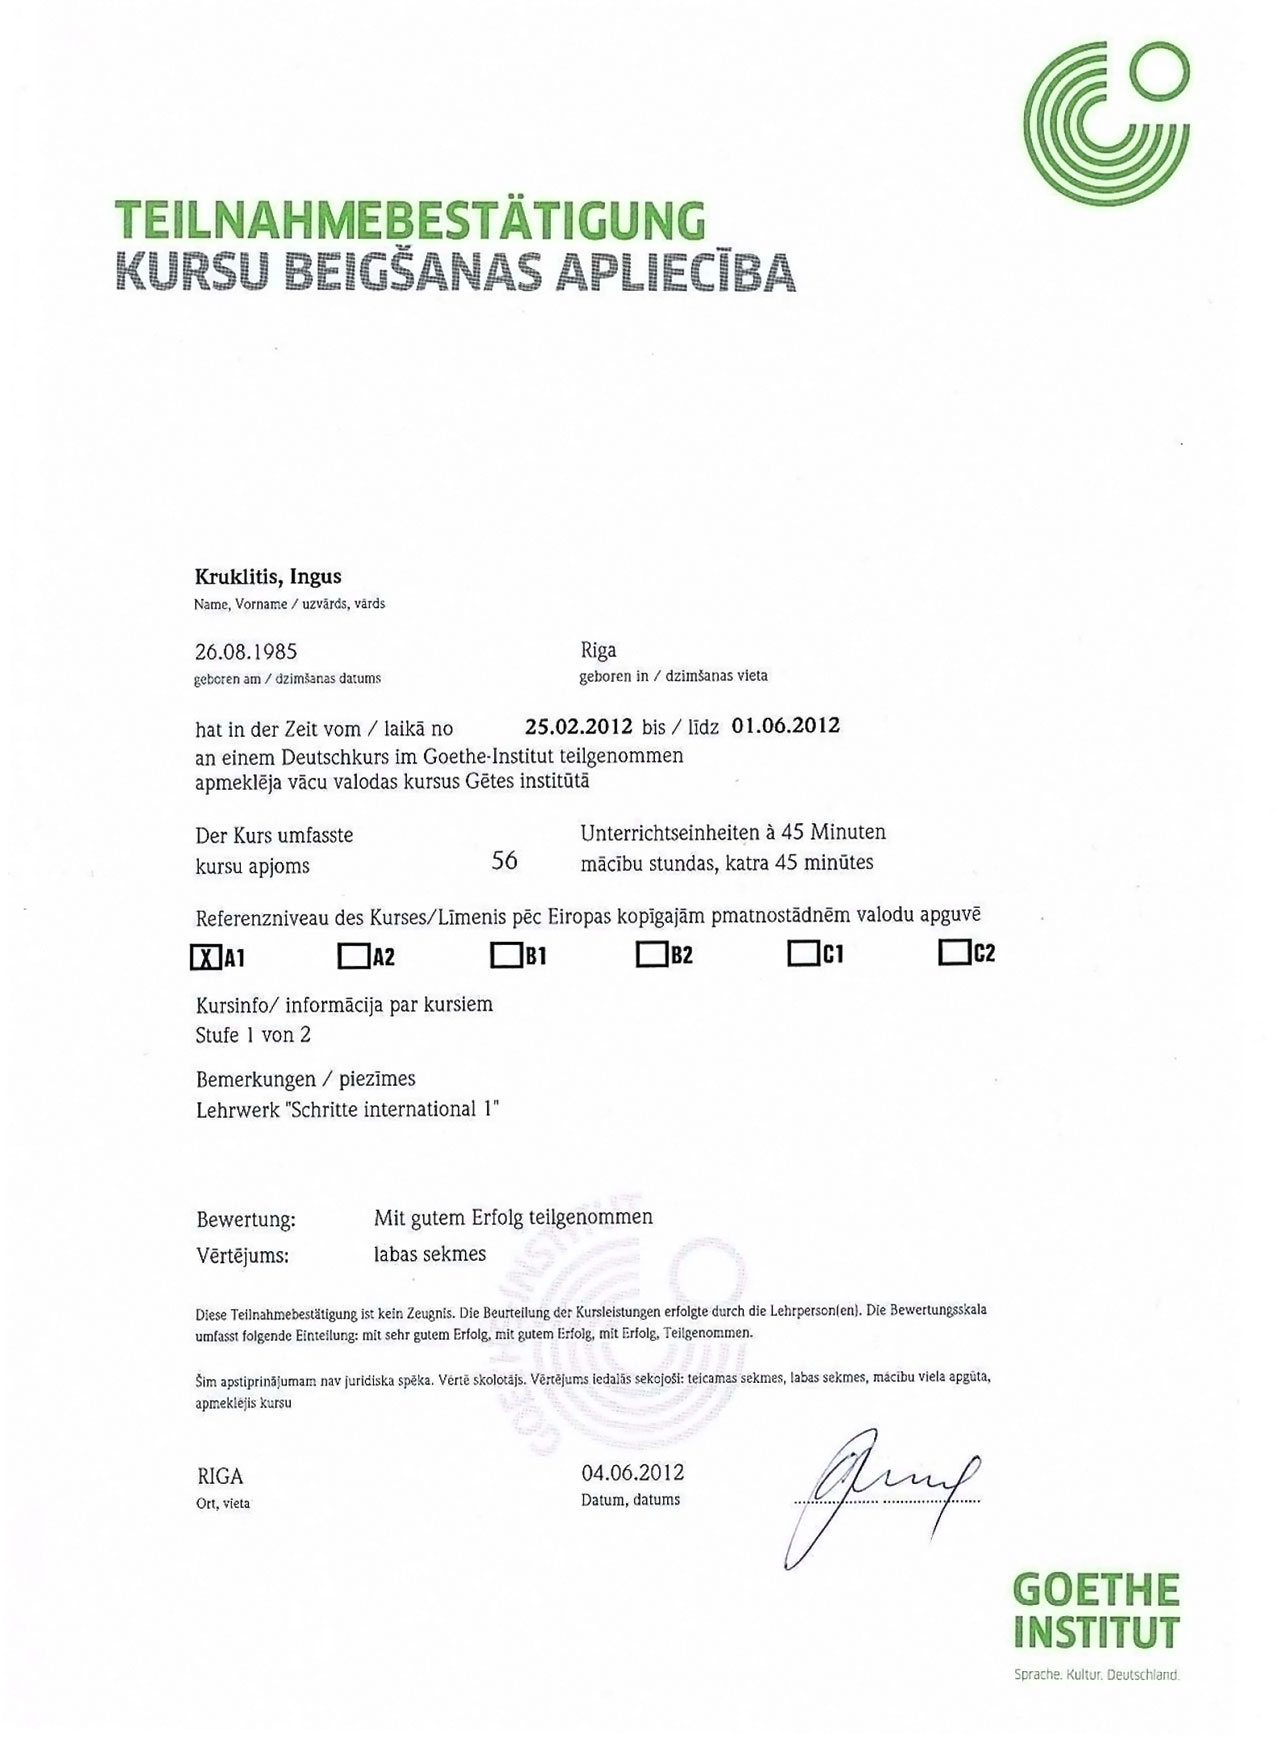 TEILNAHMEBESTÄTIGUNG
KURSU BEIGŠANAS APLIECĪBA
Kruklitis, Ingus
Name, Vorname / uzvārds, vārds
26.08.1985 Riga
geboren am / dzimšanas datums geboren in / dzimšanas vieta
hat in der Zeit vom / laikā no 25.02.2012 bis / līdz 01.06.2012
an einem Deutschkurs im Goethe-Institut teilgenommen
apmeklēja vācu valodas kursus Gētes institūtā
Der Kurs umfasste Unterrichtseinheiten à 45 Minuten
kursu apjoms 56 mācību stundas, katra 45 minūtes
Referenzniveau des Kurses/Līmenis pēc Eiropas kopīgajām pmatnostādnēm valodu apguvē
X A1 A2 B1 B2 C1 C2
Kursinfo/ informācija par kursiem
Stufe 1 von 2
Bemerkungen / piezīmes
Lehrwerk "Schritte international 1"
Bewertung: Mit gutem Erfolg teilgenommen
Vērtējums: labas sekmes
Diese Teilnahmebestätigung ist kein Zeugnis. Die Beurteilung der Kursleistungen erfolgte durch die Lehrperson(en). Die Bewertungsskala
umfasst folgende Einteilung: mit sehr gutem Erfolg, mit gutem Erfolg, mit Erfolg, Teilgenommen.
Šim apstiprinājumam nav juridiska spēka. Vērtē skolotājs. Vērtējums iedalās sekojoši: teicamas sekmes, labas sekmes, mācību viela apgūta,
apmeklējis kursu
RIGA 04.06.2012
Ort, vieta Datum, datums
GOETHE
INSTITUT
Sprache. Kultur. Deutschland.
GOETHE INSTITUT